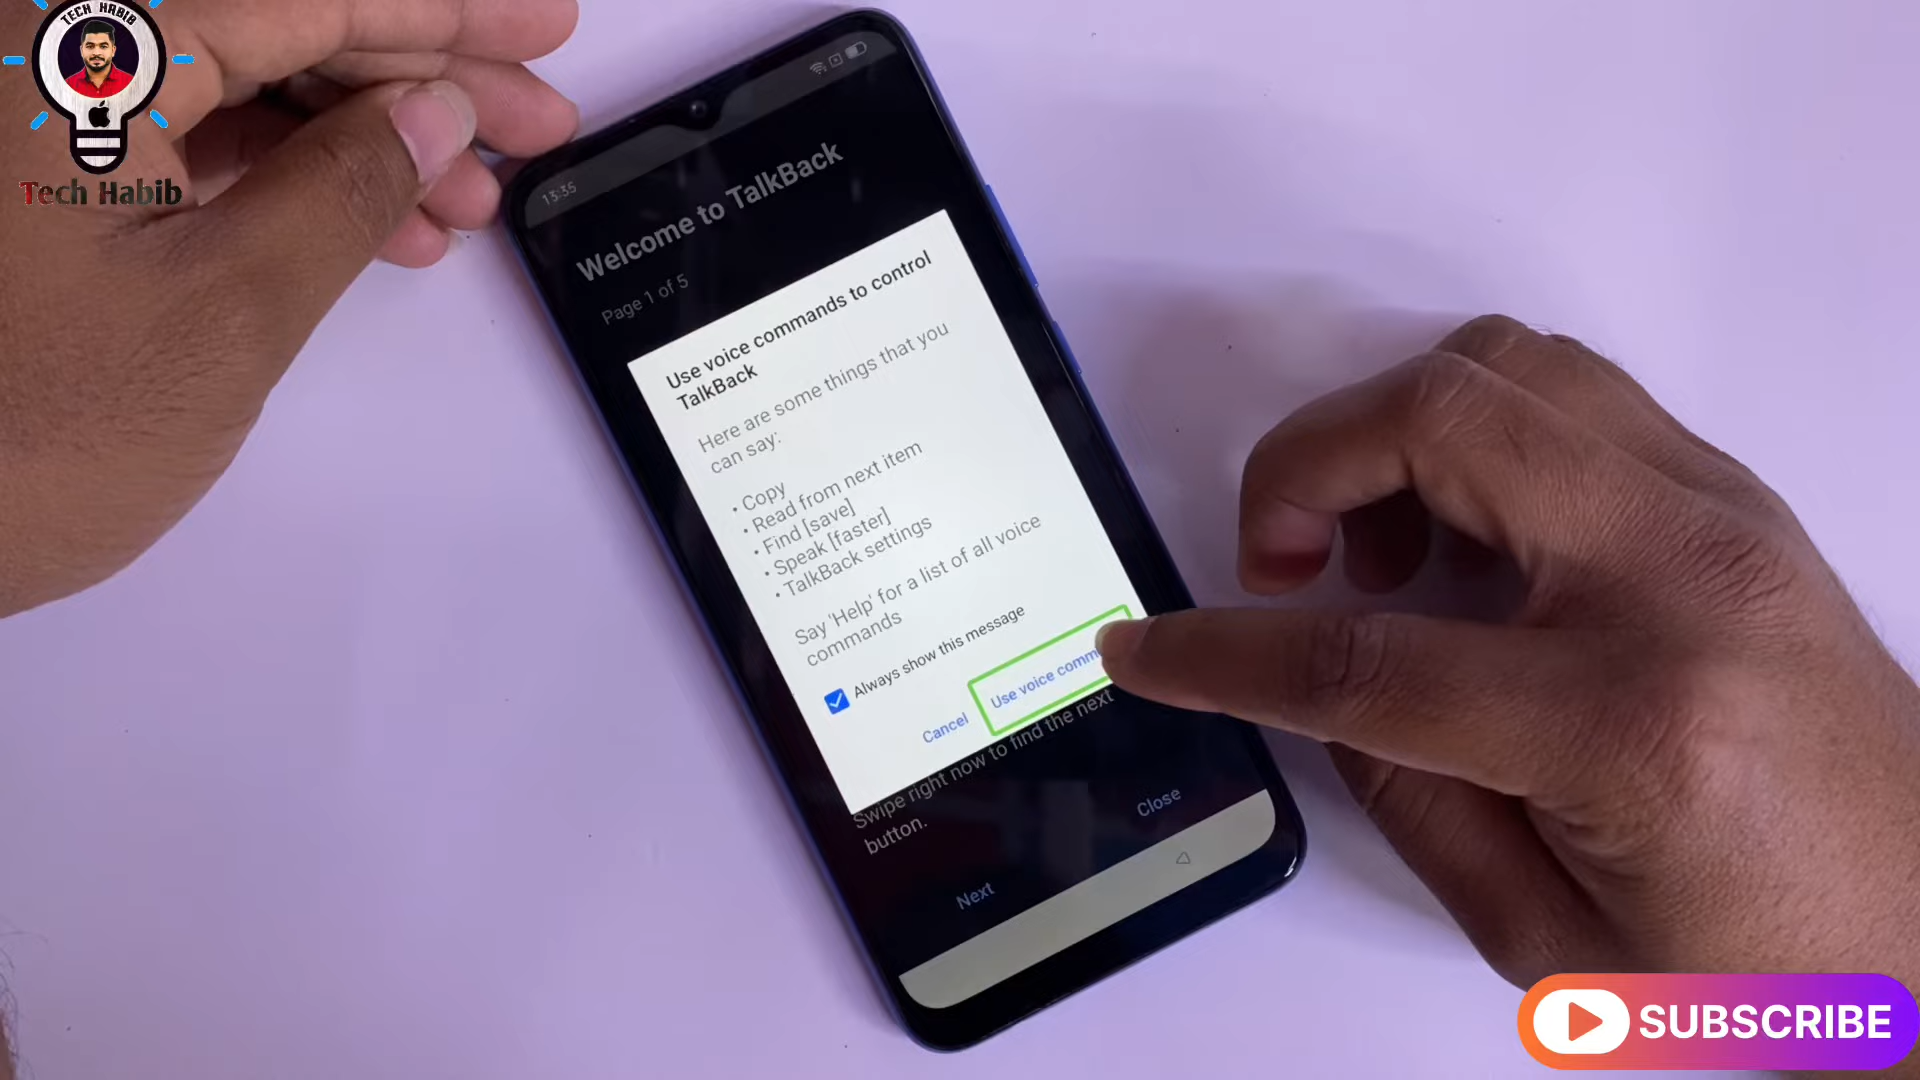 TECH HABIB
Tech Habib
13:35
Welcome to TalkBack
Page 1 of 5
Use voice commands to control
TalkBack
Here are some things that you
can say:
• Copy
• Read from next item
• Find [save]
• Speak [faster]
• TalkBack settings
Say 'Help' for a list of all voice
commands
Always show this message
Cancel
Use voice comm
Swipe right now to find the next
button.
Close
Next
SUBSCRIBE